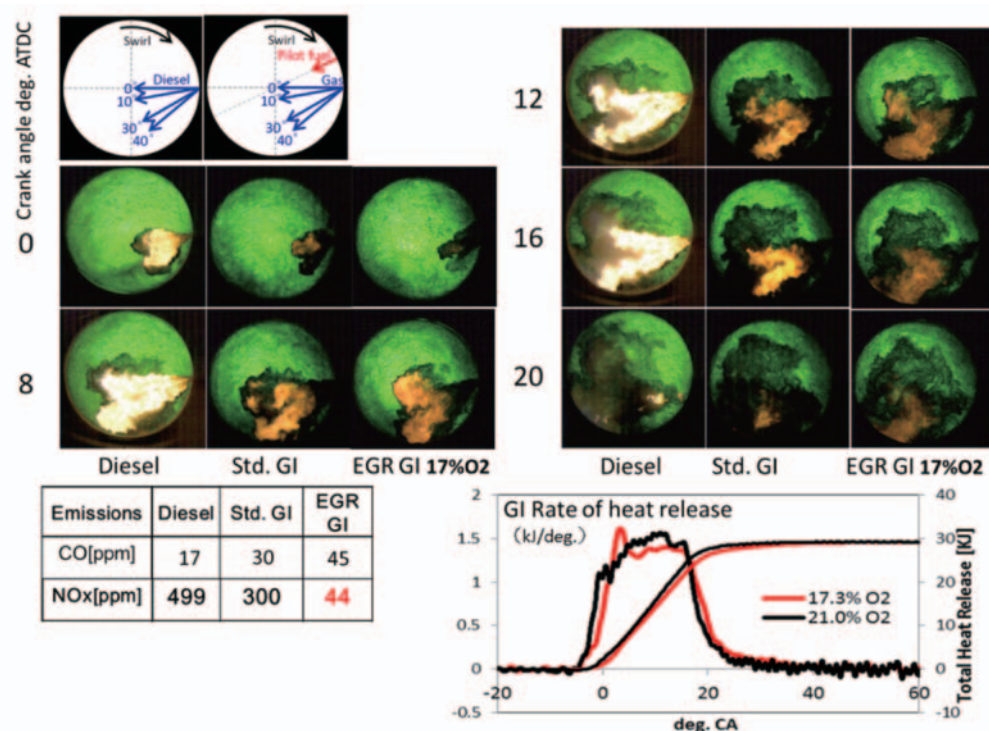 Crank angle deg. ATDC
Swirl
Diesel
0°
10°
30°
40°
Swirl
Pilot fuel
Gas
0°
10°
30°
40°
0
8
Diesel
Std. GI
EGR GI 17%O2
12
16
20
Diesel
Std. GI
EGR GI 17%O2
Emissions Diesel Std. GI EGR GI
CO[ppm] 17 30 45
NOx[ppm] 499 300 44
GI Rate of heat release
(kJ/deg.)
2
1.5
1
0.5
0
-0.5
40
30
20
10
0
-10
Total Heat Release [KJ]
17.3% O2
21.0% O2
-20 0 20 40 60
deg. CA